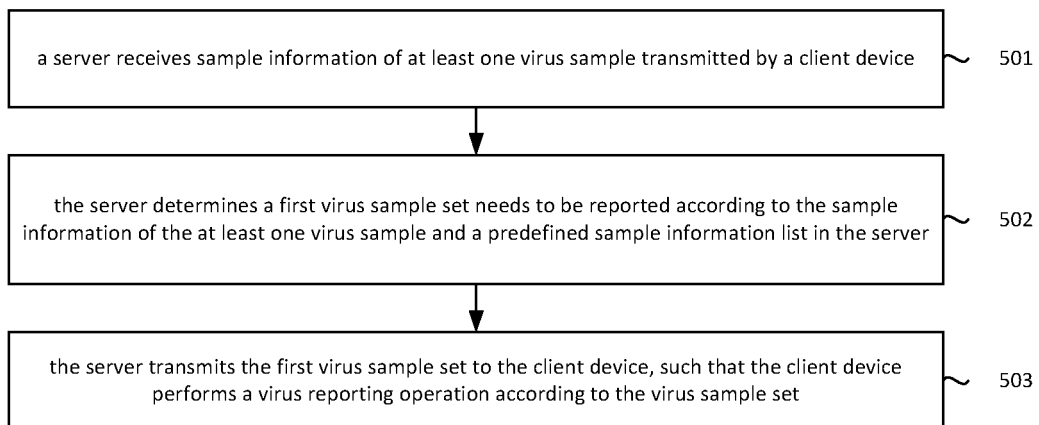 a server receives sample information of at least one virus sample transmitted by a client device
501
the server determines a first virus sample set needs to be reported according to the sample
information of the at least one virus sample and a predefined sample information list in the server
502
the server transmits the first virus sample set to the client device, such that the client device
performs a virus reporting operation according to the virus sample set
503